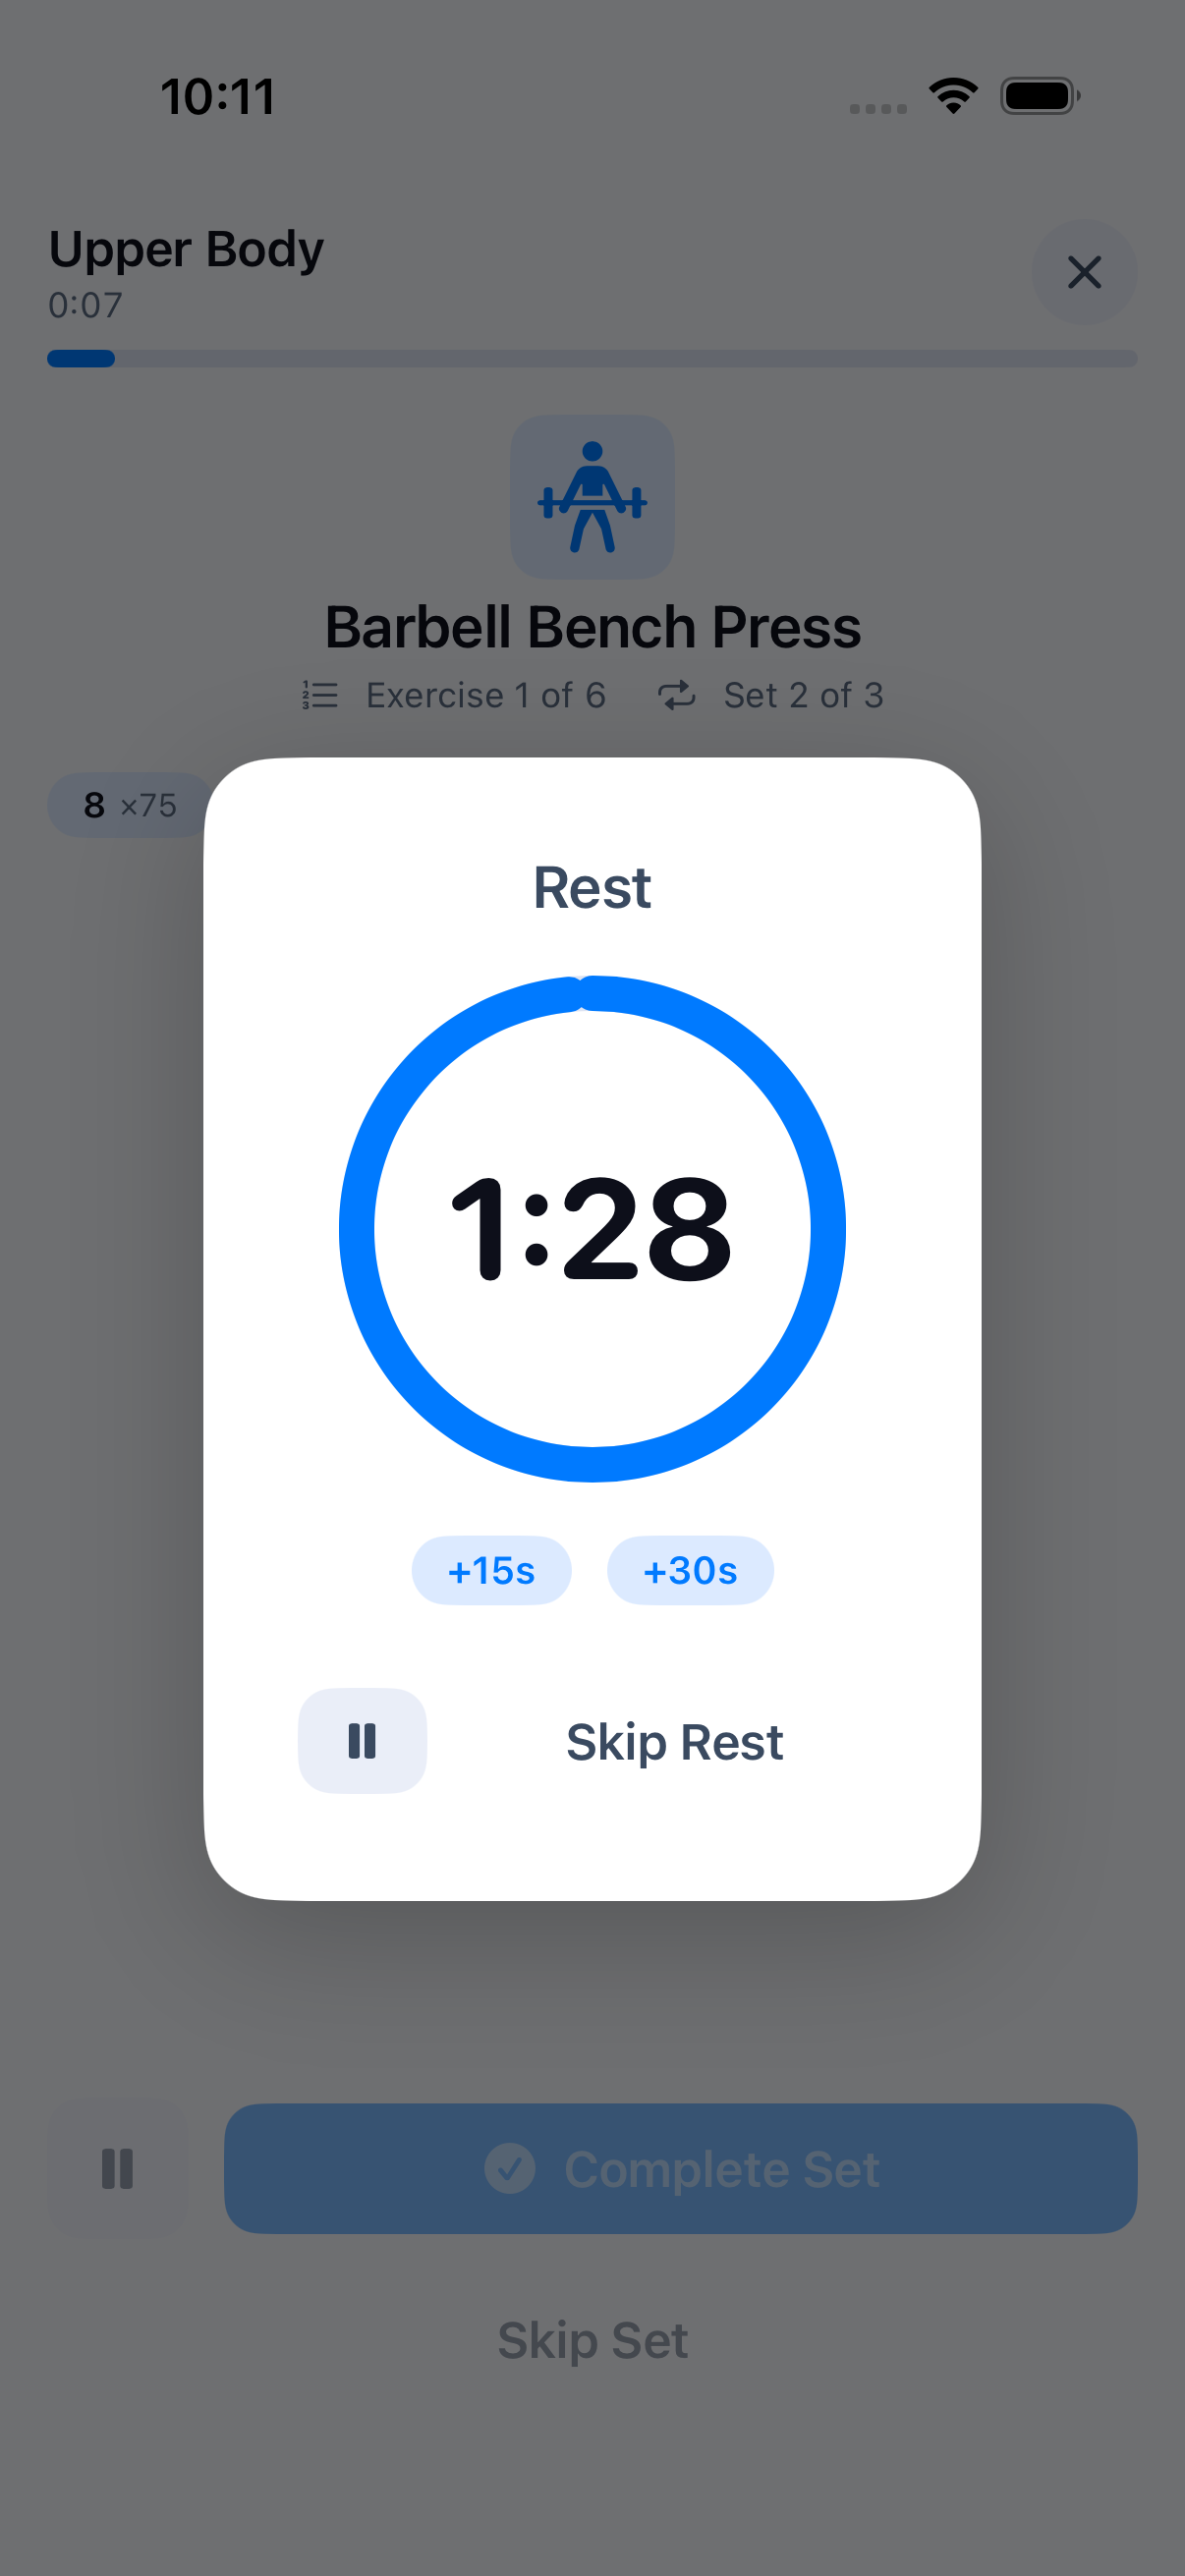 10:11
Upper Body
0:07
Barbell Bench Press
Exercise 1 of 6 Set 2 of 3
8 ×75
Rest
1:28
+15s +30s
Skip Rest
Complete Set
Skip Set